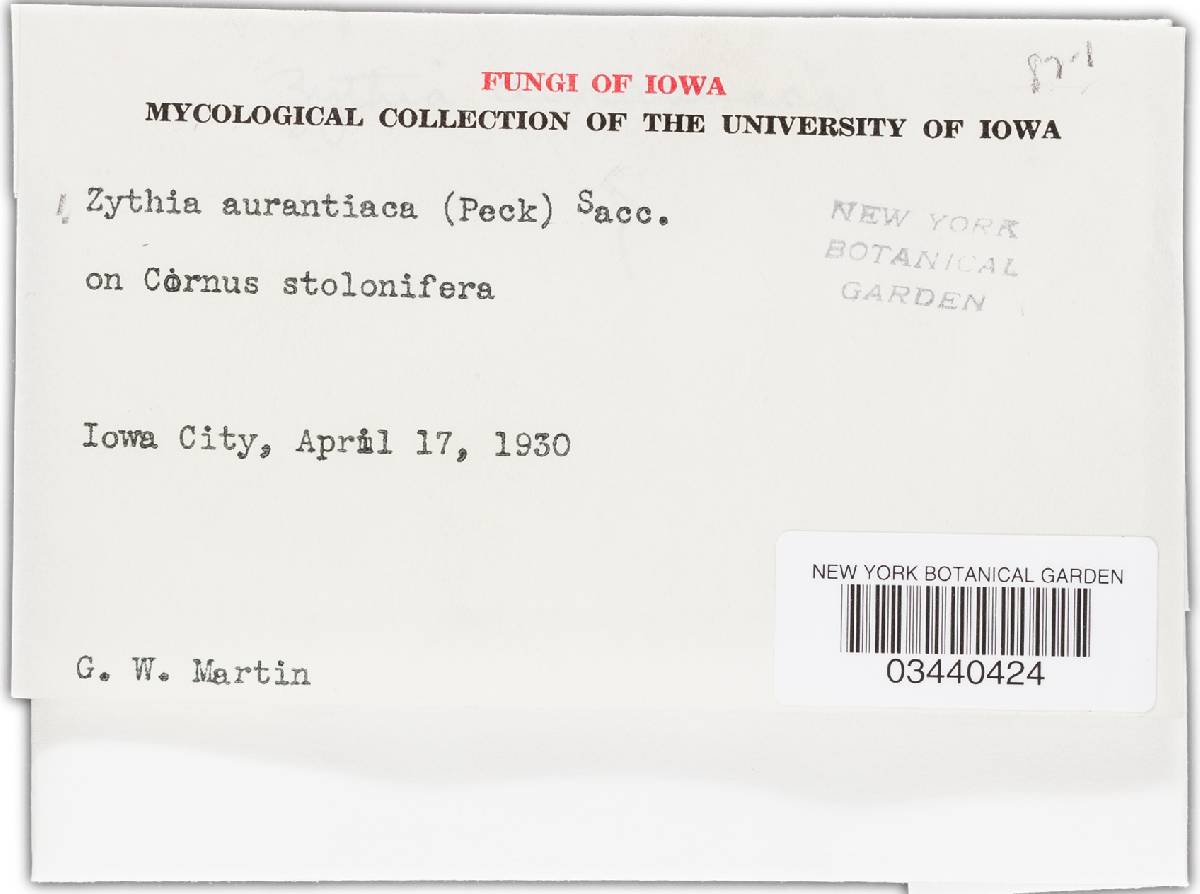 FUNGI OF IOWA
MYCOLOGICAL COLLECTION OF THE UNIVERSITY OF IOWA
Zythia aurantiaca (Peck) Sacc.
on Cornus stolonifera
NEW YORK
BOTANICAL
GARDEN
Iowa City, April 17, 1930
G. W. Martin
NEW YORK BOTANICAL GARDEN
03440424